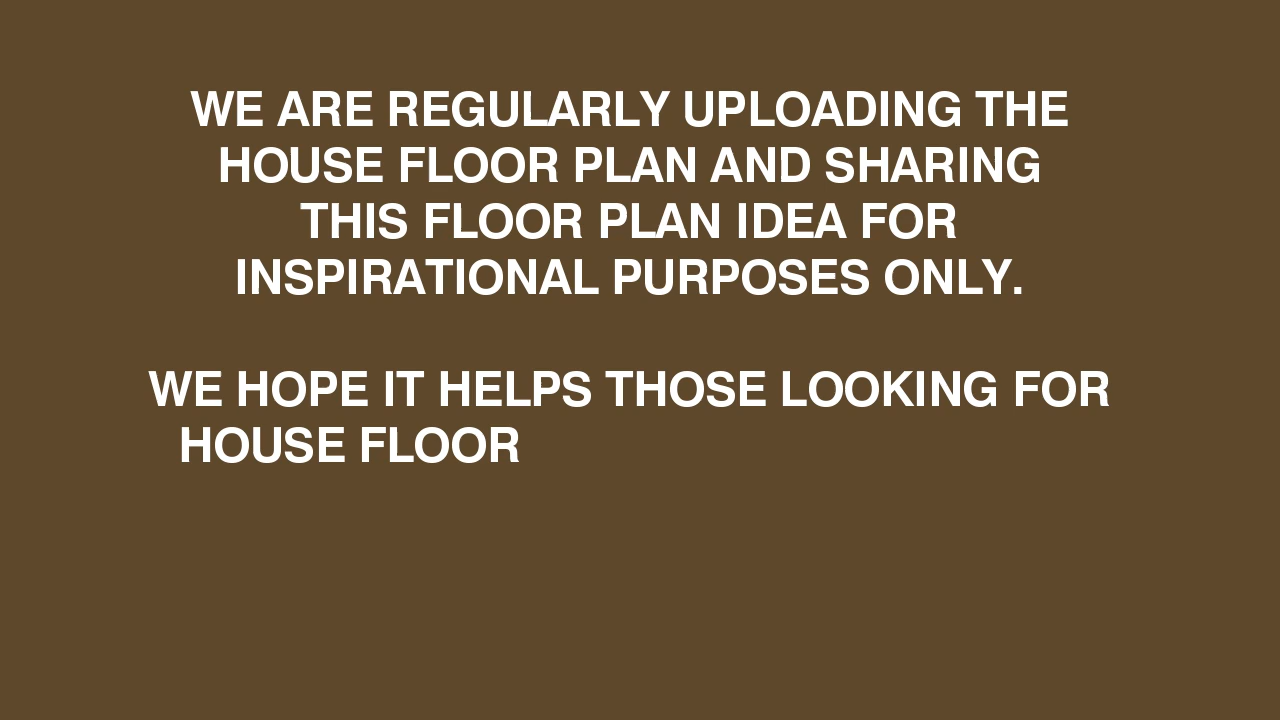 WE ARE REGULARLY UPLOADING THE
HOUSE FLOOR PLAN AND SHARING
THIS FLOOR PLAN IDEA FOR
INSPIRATIONAL PURPOSES ONLY.
WE HOPE IT HELPS THOSE LOOKING FOR
HOUSE FLOOR